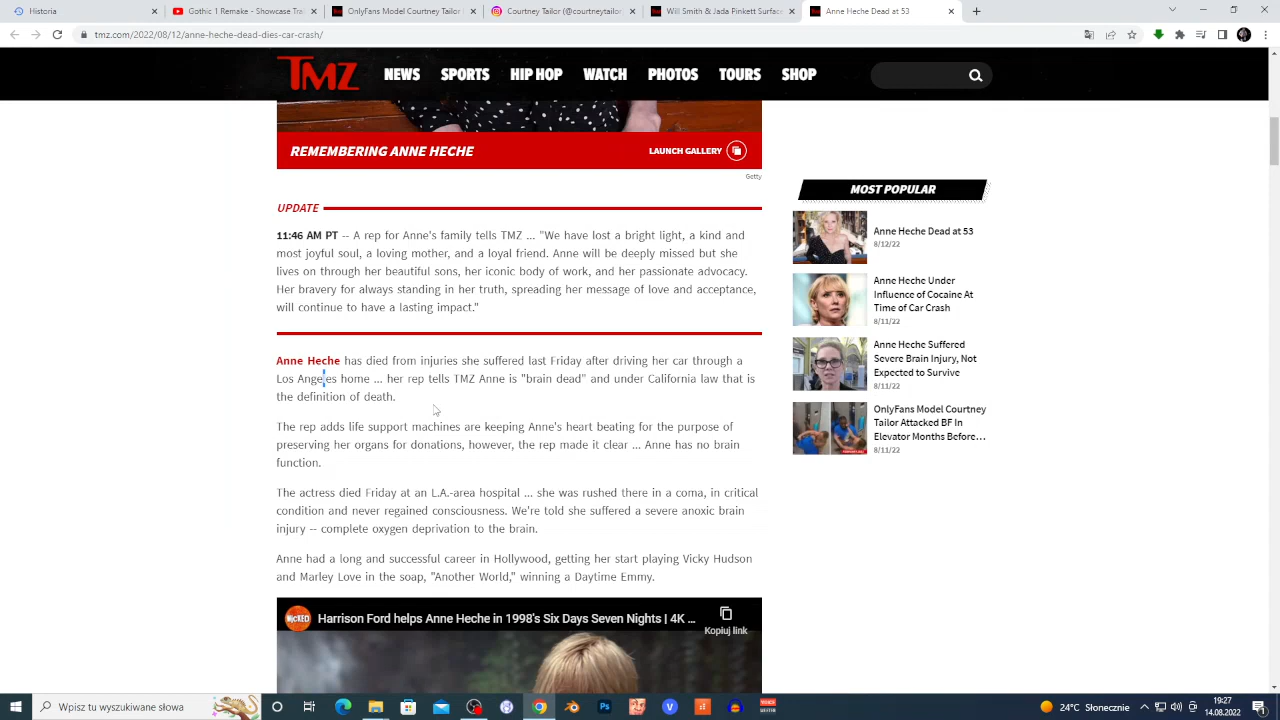 Historia
Gothic 1 Remake - Showcase T
OnlyFans Model Courtney Tailor
Courtney Tailor (@courtneytailor
Will Smith & Jada Pinkett Surfac
Anne Heche Dead at 53
tmz.com/2022/08/12/anne-heche-dead-dies-car-crash/
TMZ
NEWS
SPORTS
HIP HOP
WATCH
PHOTOS
TOURS
SHOP
REMEMBERING ANNE HECHE
LAUNCH GALLERY
Getty
UPDATE
11:46 AM PT -- A rep for Anne's family tells TMZ ... "We have lost a bright light, a kind and
most joyful soul, a loving mother, and a loyal friend. Anne will be deeply missed but she
lives on through her beautiful sons, her iconic body of work, and her passionate advocacy.
Her bravery for always standing in her truth, spreading her message of love and acceptance,
will continue to have a lasting impact.”
Anne Heche has died from injuries she suffered last Friday after driving her car through a
Los Angeles home ... her rep tells TMZ Anne is "brain dead" and under California law that is
the definition of death.
The rep adds life support machines are keeping Anne's heart beating for the purpose of
preserving her organs for donations, however, the rep made it clear ... Anne has no brain
function.
The actress died Friday at an L.A.-area hospital ... she was rushed there in a coma, in critical
condition and never regained consciousness. We're told she suffered a severe anoxic brain
injury -- complete oxygen deprivation to the brain.
Anne had a long and successful career in Hollywood, getting her start playing Vicky Hudson
and Marley Love in the soap, "Another World," winning a Daytime Emmy.
Harrison Ford helps Anne Heche in 1998's Six Days Seven Nights | 4K ...
Kopiuj link
MOST POPULAR
Anne Heche Dead at 53
8/12/22
Anne Heche Under
Influence of Cocaine At
Time of Car Crash
8/11/22
Anne Heche Suffered
Severe Brain Injury, Not
Expected to Survive
8/11/22
OnlyFans Model Courtney
Tailor Attacked BF In
Elevator Months Before…
8/11/22
Wpisz tu wyszukiwane słowa
24°C Słonecznie
19:27
14.08.2022